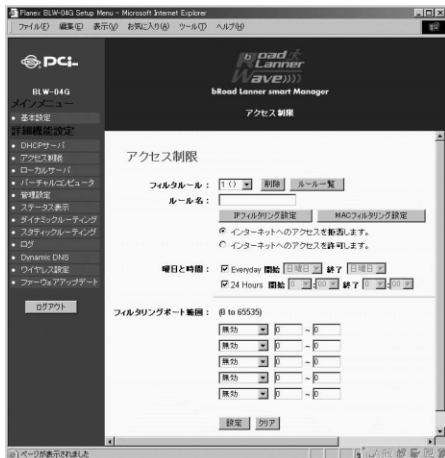 Planex BLW-04G Setup Menu - Microsoft Internet Explorer
ファイル(F) 編集(E) 表示(V) お気に入り(A) ツール(T) ヘルプ(H)
PCi
BLW-04G
メインメニュー
基本設定
詳細機能設定
DHCPサーバ
アクセス制限
ローカルサーバ
バーチャルコンピュータ
管理設定
ステータス表示
ダイナミックルーティング
スタティックルーティング
ログ
Dynamic DNS
ワイヤレス設定
ファームウェアアップデート
ログアウト
broad
Lanner
Wave
bRoad Lanner smart Manager
アクセス制限
アクセス制限
フィルタルール : 1 () 削除 ルール一覧
ルール名 :
IPフィルタリング設定 MACフィルタリング設定
インターネットへのアクセスを拒否します。
インターネットへのアクセスを許可します。
曜日と時間 : Everyday 開始 日曜日 終了 日曜日
24 Hours 開始 0 : 00 終了 0 : 00
フィルタリングポート範囲 : (0 to 65535)
無効 0 ~ 0
無効 0 ~ 0
無効 0 ~ 0
無効 0 ~ 0
無効 0 ~ 0
設定 クリア
ページが表示されました